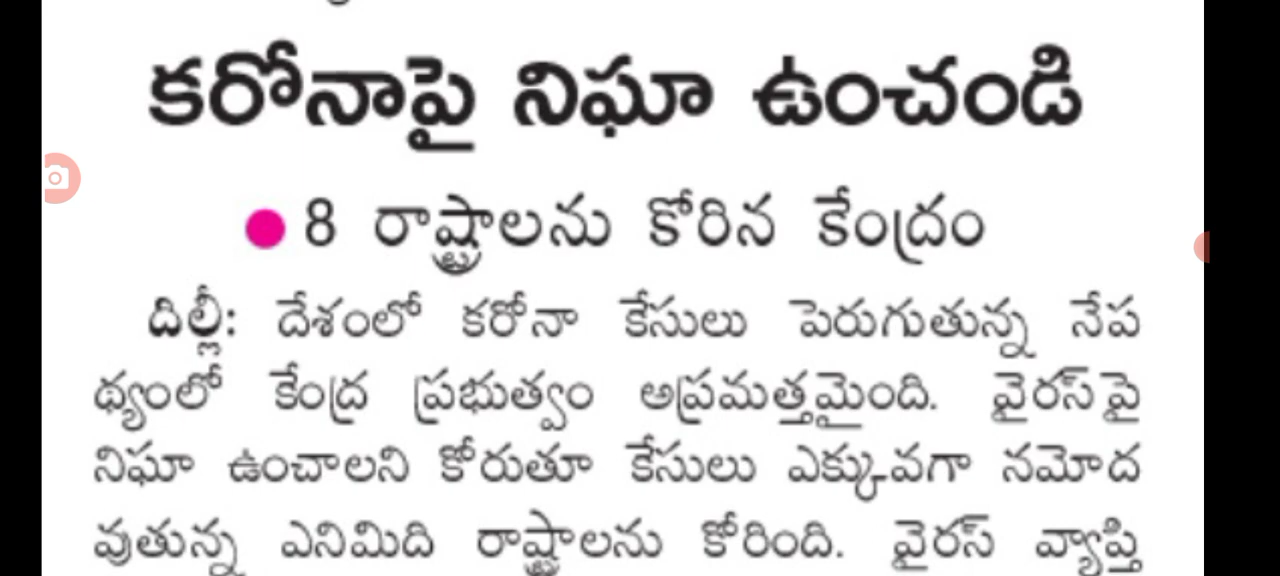 కరోనాపై నిఘా ఉంచండి
● 8 రాష్ట్రాలను కోరిన కేంద్రం
దిల్లీ: దేశంలో కరోనా కేసులు పెరుగుతున్న నేప
థ్యంలో కేంద్ర ప్రభుత్వం అప్రమత్తమైంది. వైరస్‌పై
నిఘా ఉంచాలని కోరుతూ కేసులు ఎక్కువగా నమోద
వుతున్న ఎనిమిది రాష్ట్రాలను కోరింది. వైరస్ వ్యాప్తి